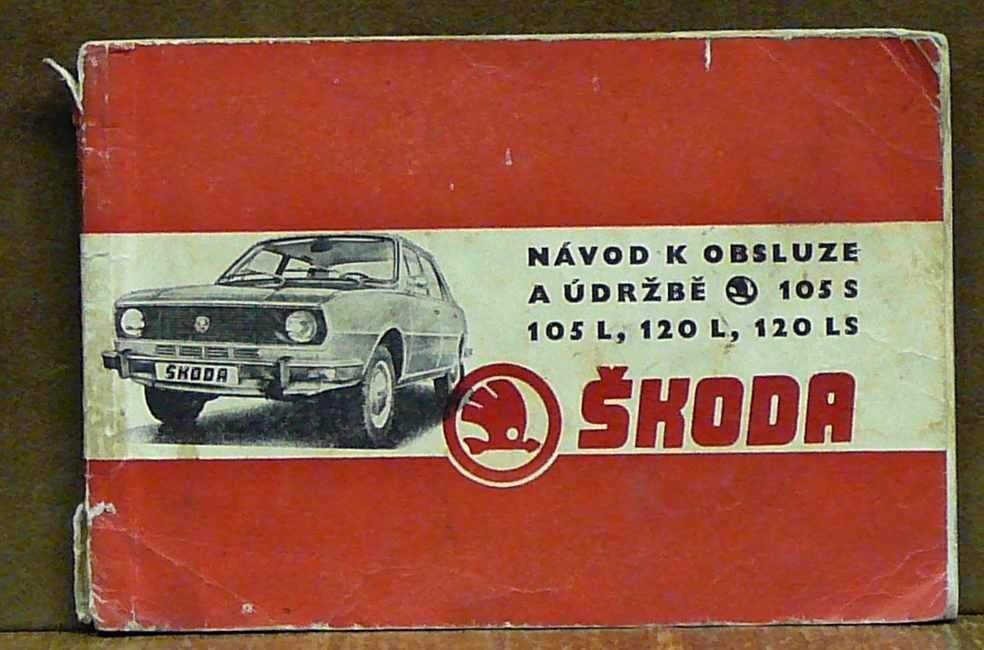 NÁVOD K OBSLUZE
A ÚDRŽBĚ 105 S
105 L, 120 L, 120 LS
ŠKODA
ŠKODA